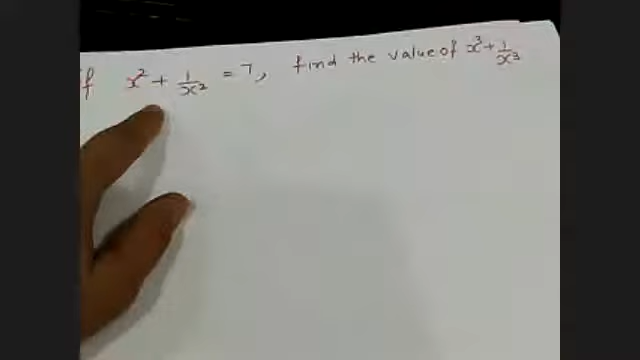 If x² + 1/x² = 7, find the value of x³ + 1/x³